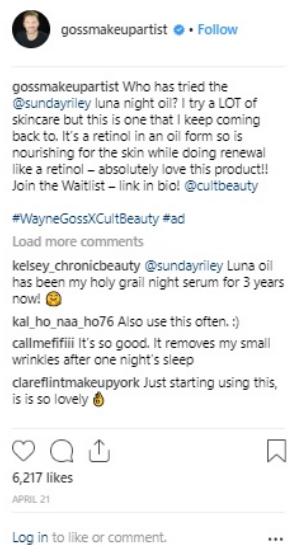 gossmakeupartist • Follow
gossmakeupartist Who has tried the
@sundayriley luna night oil? I try a LOT of
skincare but this is one that I keep coming
back to. It's a retinol in an oil form so is
nourishing for the skin while doing renewal
like a retinol – absolutely love this product!!
Join the Waitlist – link in bio! @cultbeauty
#WayneGossXCultBeauty #ad
Load more comments
kelsey_chronicbeauty @sundayriley Luna oil
has been my holy grail night serum for 3 years
now! 😊
kal_ho_naa_ho76 Also use this often. :)
callmefifiii It's so good. It removes my small
wrinkles after one night's sleep
clareflintmakeupyork Just starting using this,
is is so lovely 👌
6,217 likes
APRIL 21
Log in to like or comment.